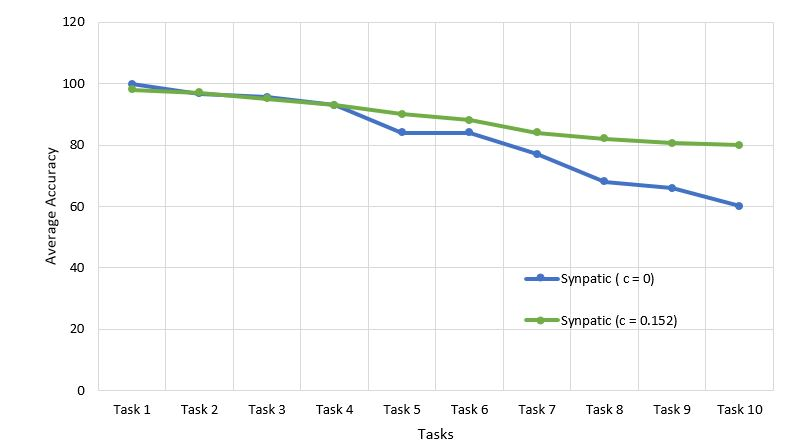 120
100
80
60
40
20
0
Average Accuracy
Synpatic ( c = 0)
Synpatic (c = 0.152)
Task 1 Task 2 Task 3 Task 4 Task 5 Task 6 Task 7 Task 8 Task 9 Task 10
Tasks